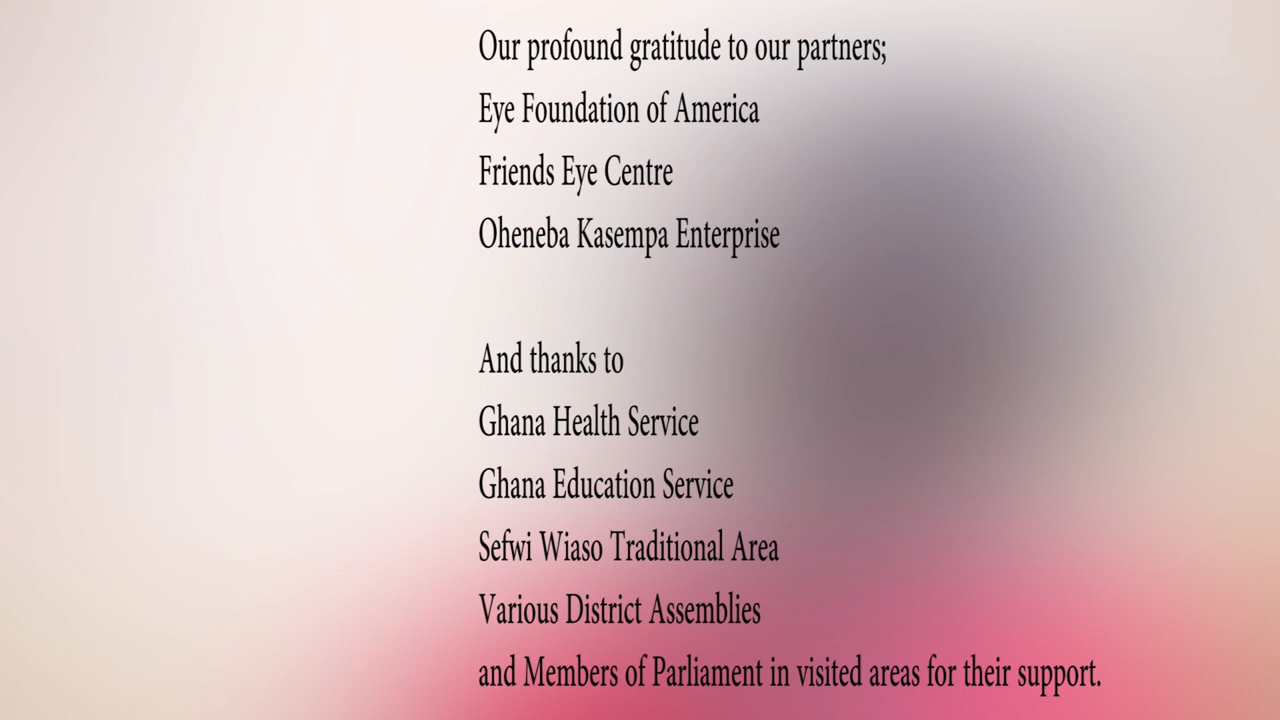 Our profound gratitude to our partners;
Eye Foundation of America
Friends Eye Centre
Oheneba Kasempa Enterprise
And thanks to
Ghana Health Service
Ghana Education Service
Sefwi Wiaso Traditional Area
Various District Assemblies
and Members of Parliament in visited areas for their support.